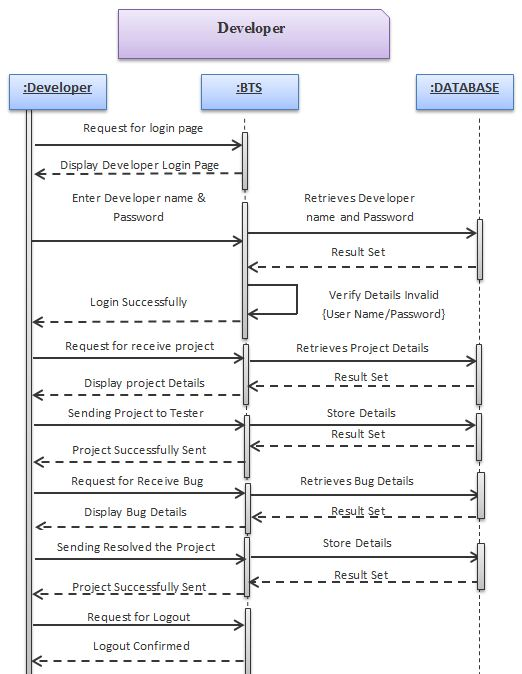 Developer
:Developer
:BTS
:DATABASE
Request for login page
Display Developer Login Page
Enter Developer name &
Password
Retrieves Developer
name and Password
Result Set
Verify Details Invalid
{User Name/Password}
Login Successfully
Request for receive project
Retrieves Project Details
Result Set
Display project Details
Sending Project to Tester
Store Details
Result Set
Project Successfully Sent
Request for Receive Bug
Retrieves Bug Details
Result Set
Display Bug Details
Sending Resolved the Project
Store Details
Result Set
Project Successfully Sent
Request for Logout
Logout Confirmed